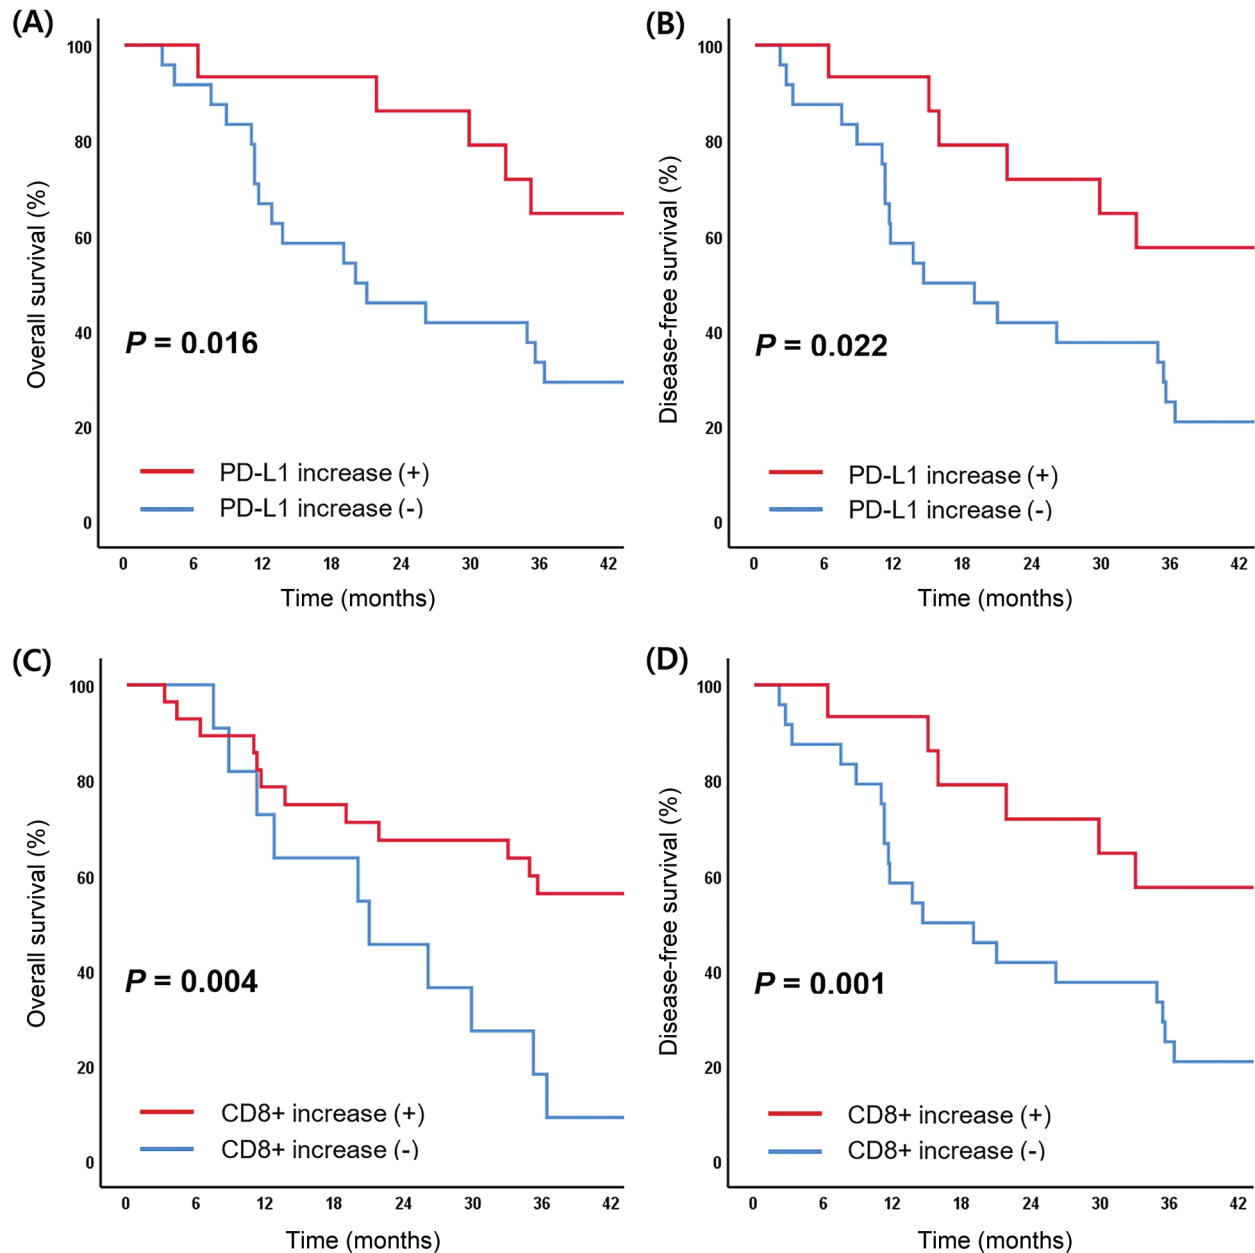 (A)
Overall survival (%)
100
80
60
40
20
0
P = 0.016
PD-L1 increase (+)
PD-L1 increase (-)
0 6 12 18 24 30 36 42
Time (months)
(B)
Disease-free survival (%)
100
80
60
40
20
0
P = 0.022
PD-L1 increase (+)
PD-L1 increase (-)
0 6 12 18 24 30 36 42
Time (months)
(C)
Overall survival (%)
100
80
60
40
20
0
P = 0.004
CD8+ increase (+)
CD8+ increase (-)
0 6 12 18 24 30 36 42
Time (months)
(D)
Disease-free survival (%)
100
80
60
40
20
0
P = 0.001
CD8+ increase (+)
CD8+ increase (-)
0 6 12 18 24 30 36 42
Time (months)